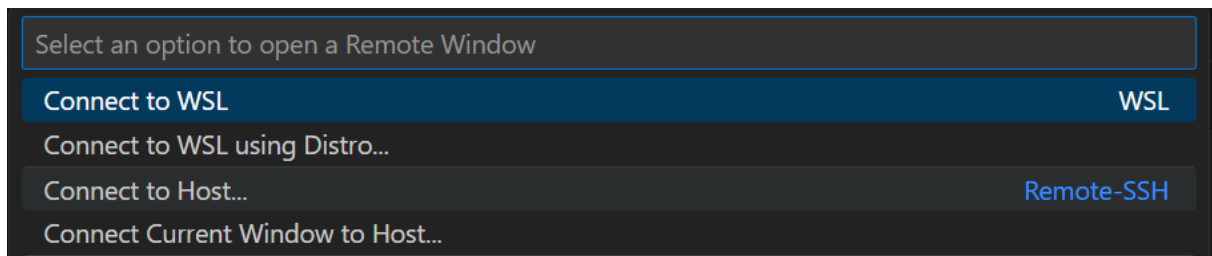 Select an option to open a Remote Window
Connect to WSL WSL
Connect to WSL using Distro...
Connect to Host... Remote-SSH
Connect Current Window to Host...